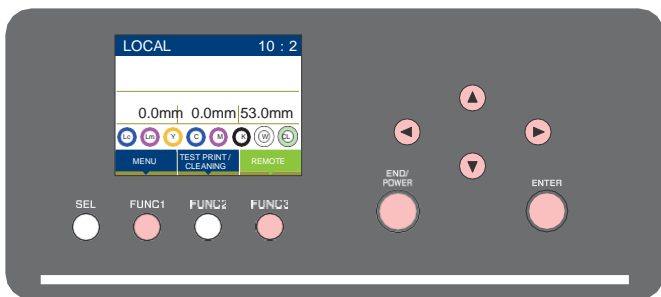 LOCAL 10 : 2
0.0mm 0.0mm 53.0mm
Lc Lm Y C M K W CL
MENU TEST PRINT / CLEANING REMOTE
END/
POWER
ENTER
SEL FUNC1 FUNC2 FUNC3